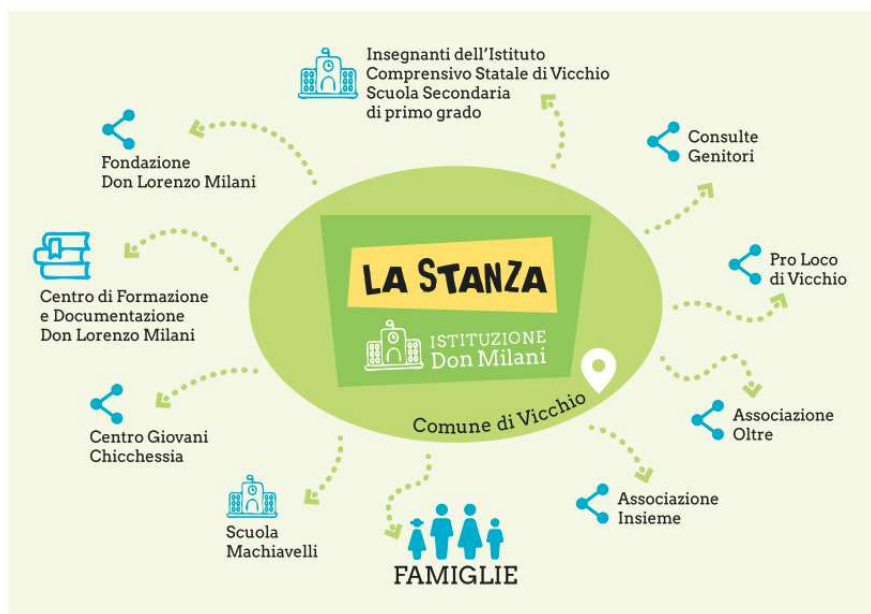 Insegnanti dell'Istituto
Comprensivo Statale di Vicchio
Scuola Secondaria
di primo grado
Consulte
Genitori
Fondazione
Don Lorenzo Milani
Pro Loco
di Vicchio
LA STANZA
ISTITUZIONE
Don Milani
Centro di Formazione
e Documentazione
Don Lorenzo Milani
Comune di Vicchio
Associazione
Oltre
Centro Giovani
Chicchessia
Associazione
Insieme
Scuola
Machiavelli
FAMIGLIE